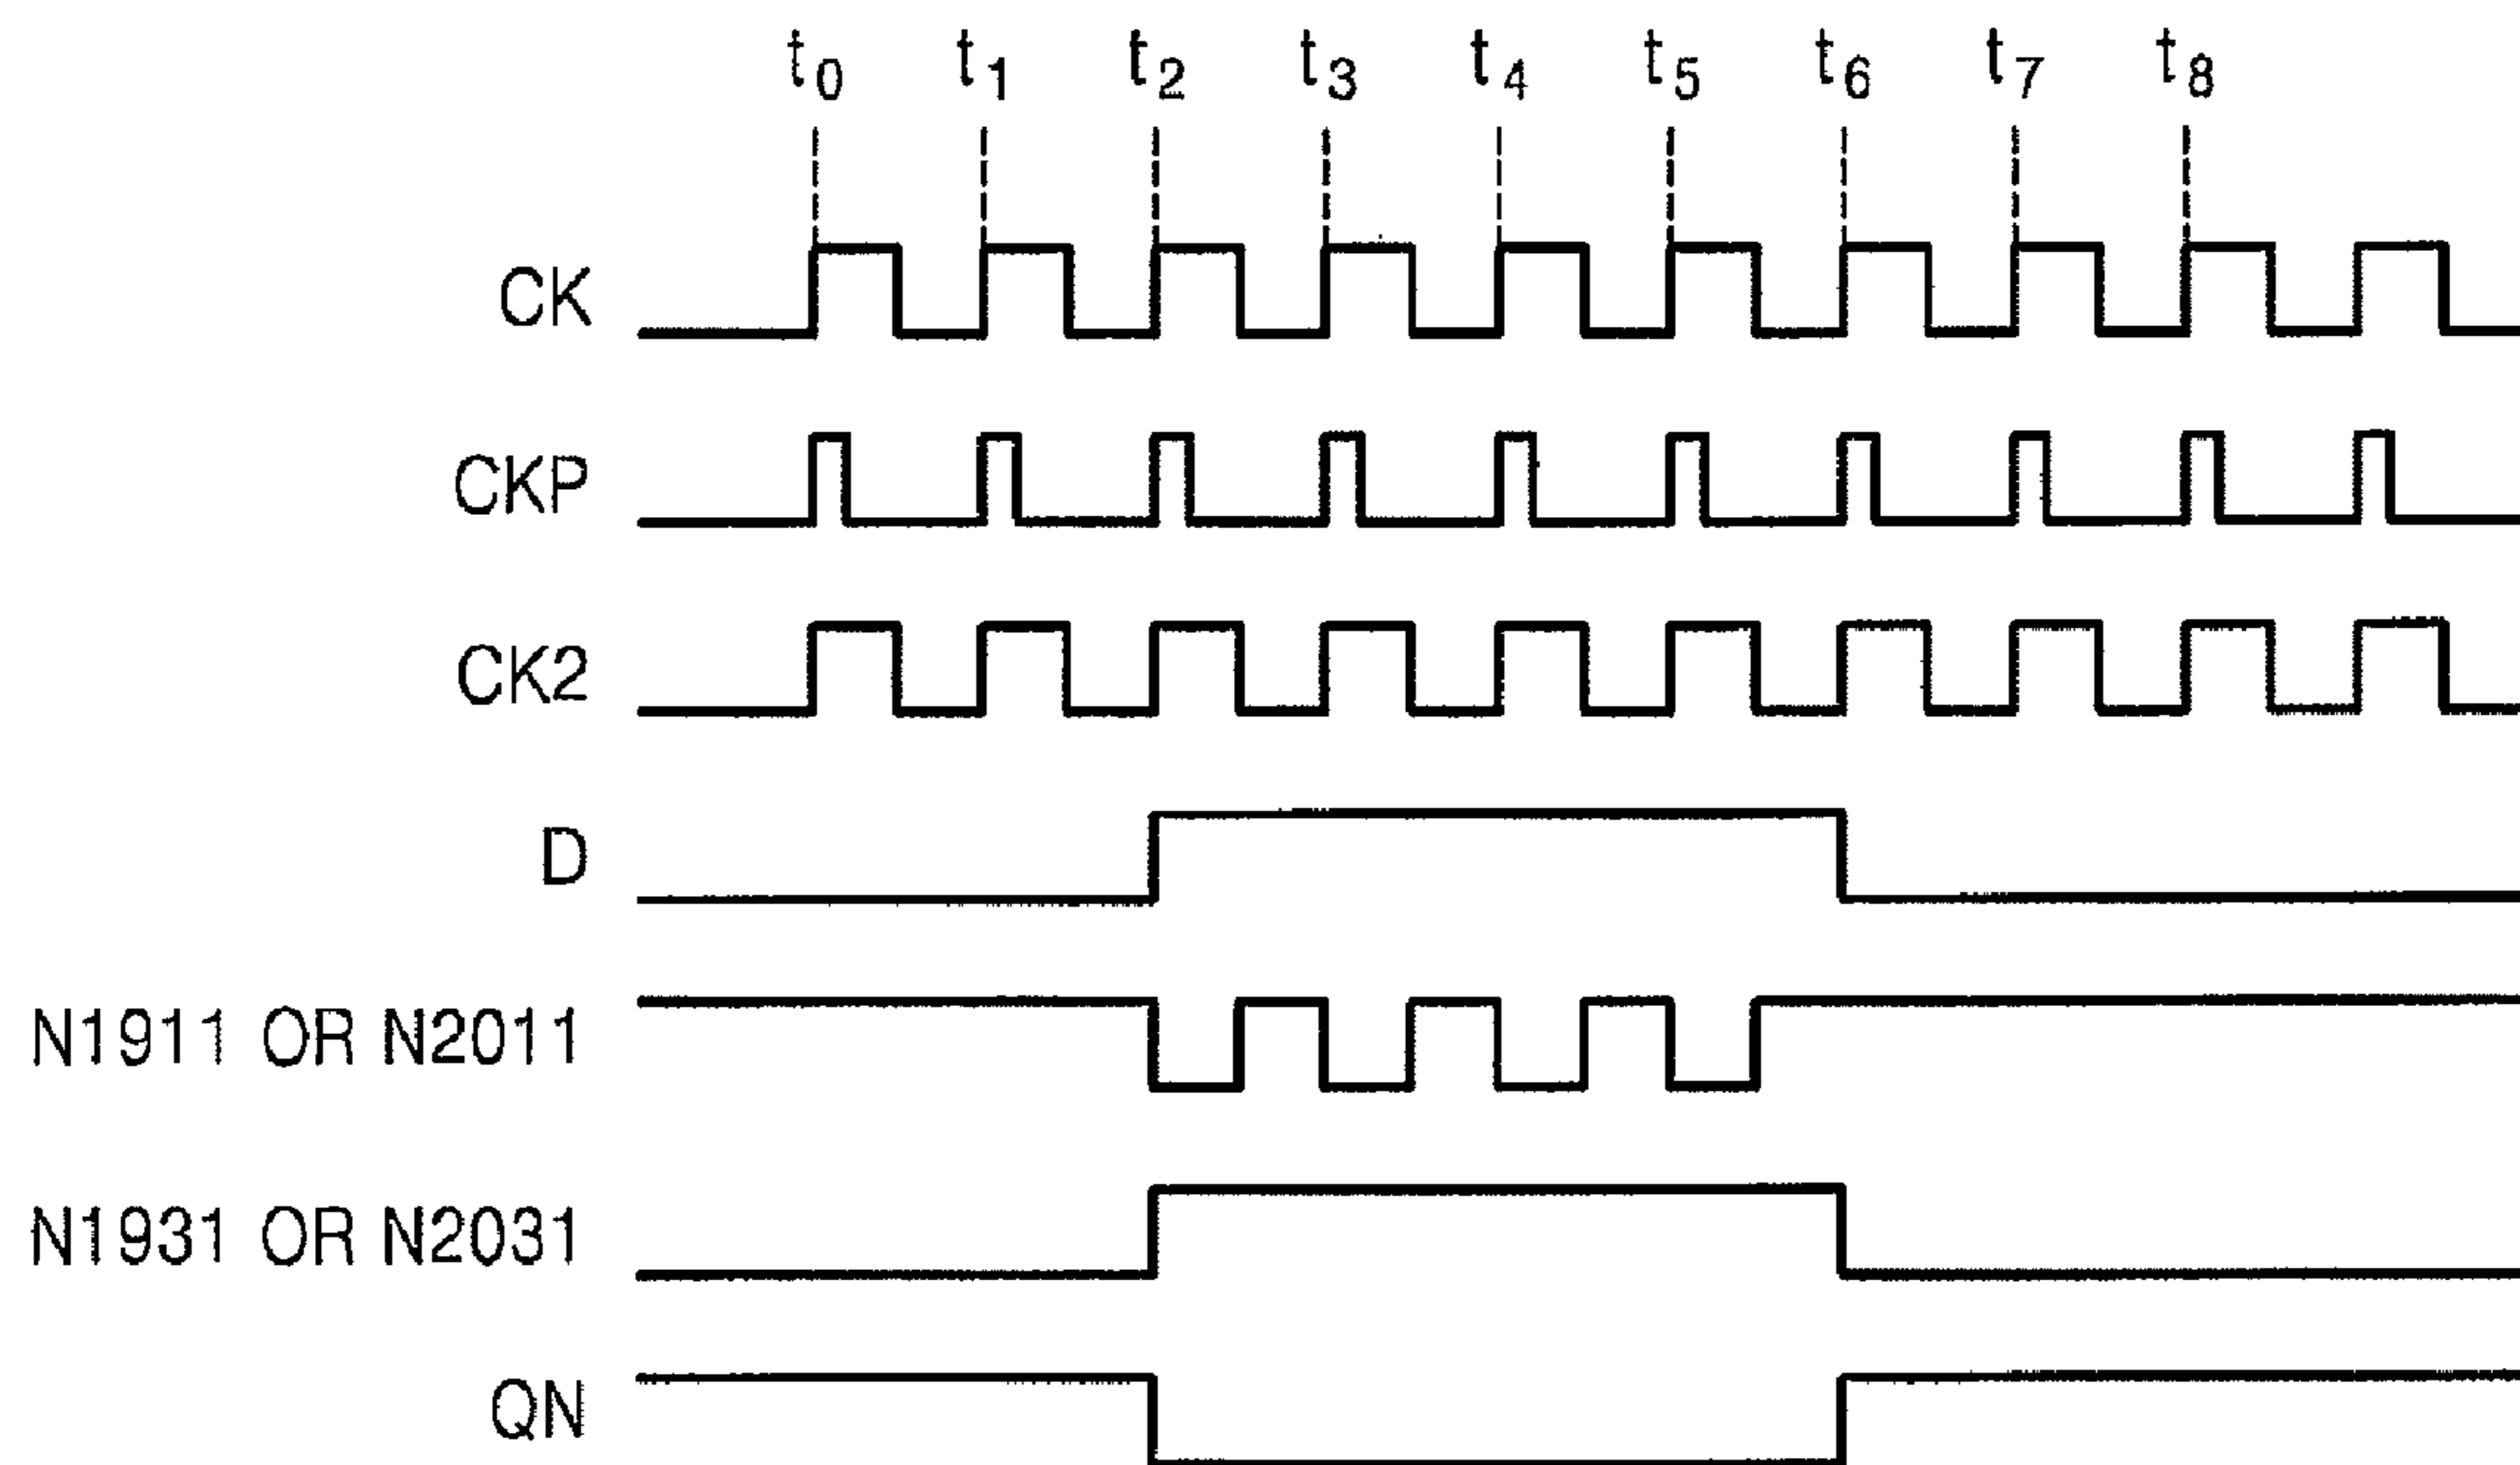 t0 t1 t2 t3 t4 t5 t6 t7 t8
CK
CKP
CK2
D
N1911 OR N2011
N1931 OR N2031
QN